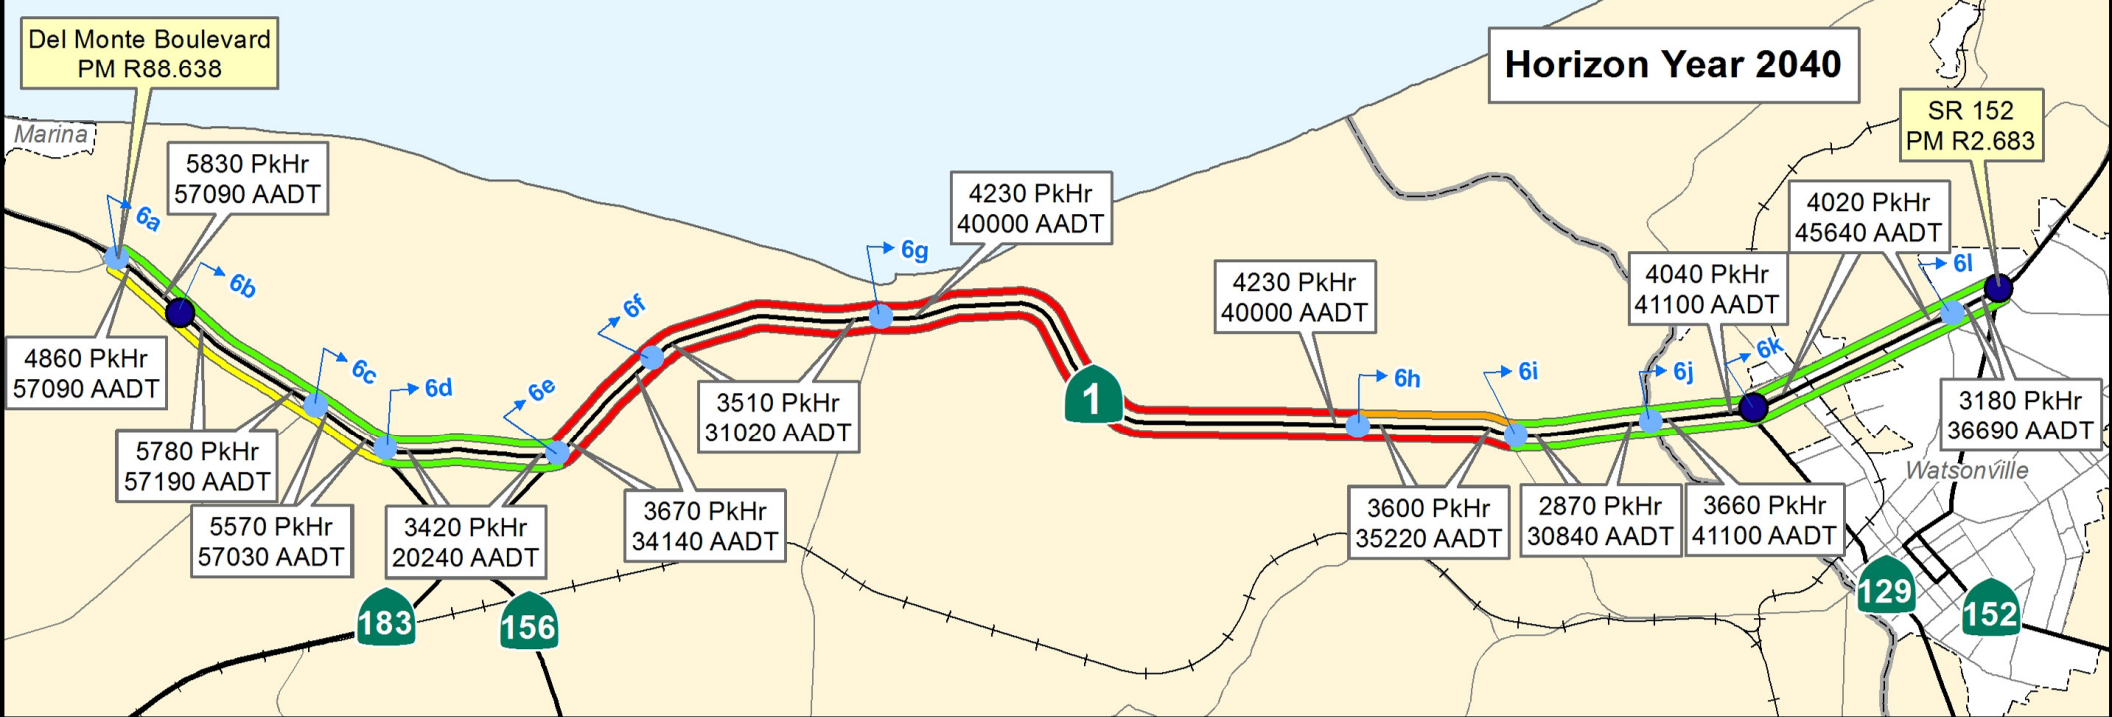 Del Monte Boulevard
PM R88.638
Horizon Year 2040
Marina
SR 152
PM R2.683
5830 PkHr
57090 AADT
6a
6b
4230 PkHr
40000 AADT
4020 PkHr
45640 AADT
6g
6l
4230 PkHr
40000 AADT
4040 PkHr
41100 AADT
6f
4860 PkHr
57090 AADT
6c
6d
6e
1
6h
6i
6j
6k
3510 PkHr
31020 AADT
3180 PkHr
36690 AADT
5780 PkHr
57190 AADT
Watsonville
5570 PkHr
57030 AADT
3420 PkHr
20240 AADT
3670 PkHr
34140 AADT
3600 PkHr
35220 AADT
2870 PkHr
30840 AADT
3660 PkHr
41100 AADT
183
156
129
152